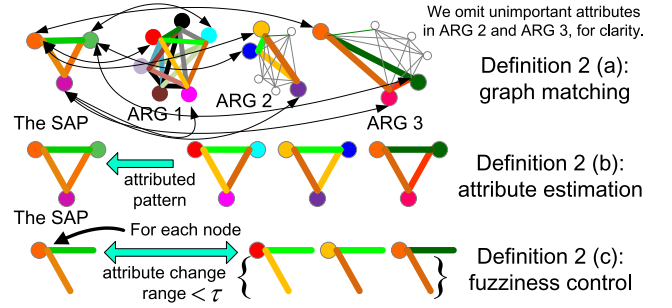 We omit unimportant attributes
in ARG 2 and ARG 3, for clarity.
Definition 2 (a):
graph matching
The SAP
ARG 1
ARG 2
ARG 3
attributed
pattern
Definition 2 (b):
attribute estimation
The SAP
For each node
attribute change
range < τ
{
}
Definition 2 (c):
fuzziness control